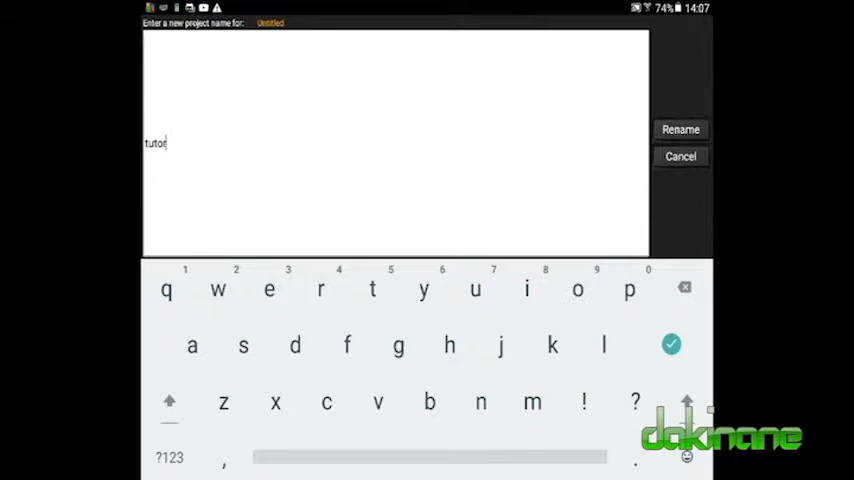 74% 14:07
Enter a new project name for: Untitled
tutor
Rename
Cancel
1 2 3 4 5 6 7 8 9 0
q w e r t y u i o p
a s d f g h j k l
z x c v b n m ! ?
?123 , .
dakinane